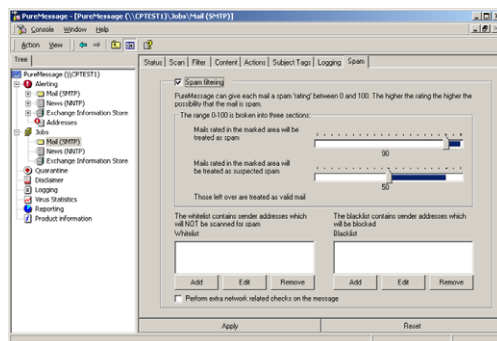 PureMessage - [PureMessage (\\CPTEST1)\Jobs\Mail (SMTP)]
Console Window Help
Action View
Tree
Status Scan Filter Content Actions Subject Tags Logging Spam
PureMessage (\\CPTEST1)
Alerting
Mail (SMTP)
News (NNTP)
Exchange Information Store
Addresses
Jobs
Mail (SMTP)
News (NNTP)
Exchange Information Store
Quarantine
Disclaimer
Logging
Virus Statistics
Reporting
Product information
Spam filtering
PureMessage can give each mail a spam 'rating' between 0 and 100. The higher the rating the higher the
possibility that the mail is spam.
The range 0-100 is broken into three sections:
Mails rated in the marked area will be
treated as spam
90
Mails rated in the marked area will
be treated as suspected spam
50
Those left over are treated as valid mail
The whitelist contains sender addresses which
will NOT be scanned for spam
Whitelist
Add Edit Remove
The blacklist contains sender addresses which
will be blocked
Blacklist
Add Edit Remove
Perform extra network related checks on the message
Apply Reset